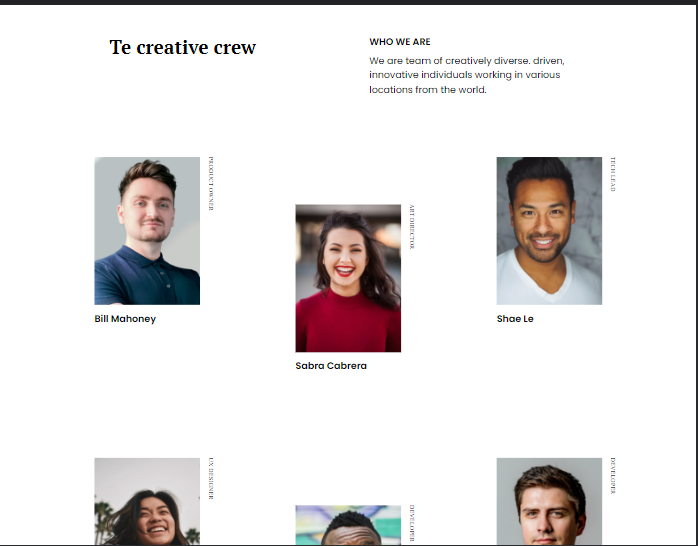 Te creative crew
WHO WE ARE
We are team of creatively diverse. driven,
innovative individuals working in various
locations from the world.
PRODUCT OWNER
Bill Mahoney
ART DIRECTOR
Sabra Cabrera
TECH LEAD
Shae Le
UX DESIGNER
DEVELOPER
DEVELOPER